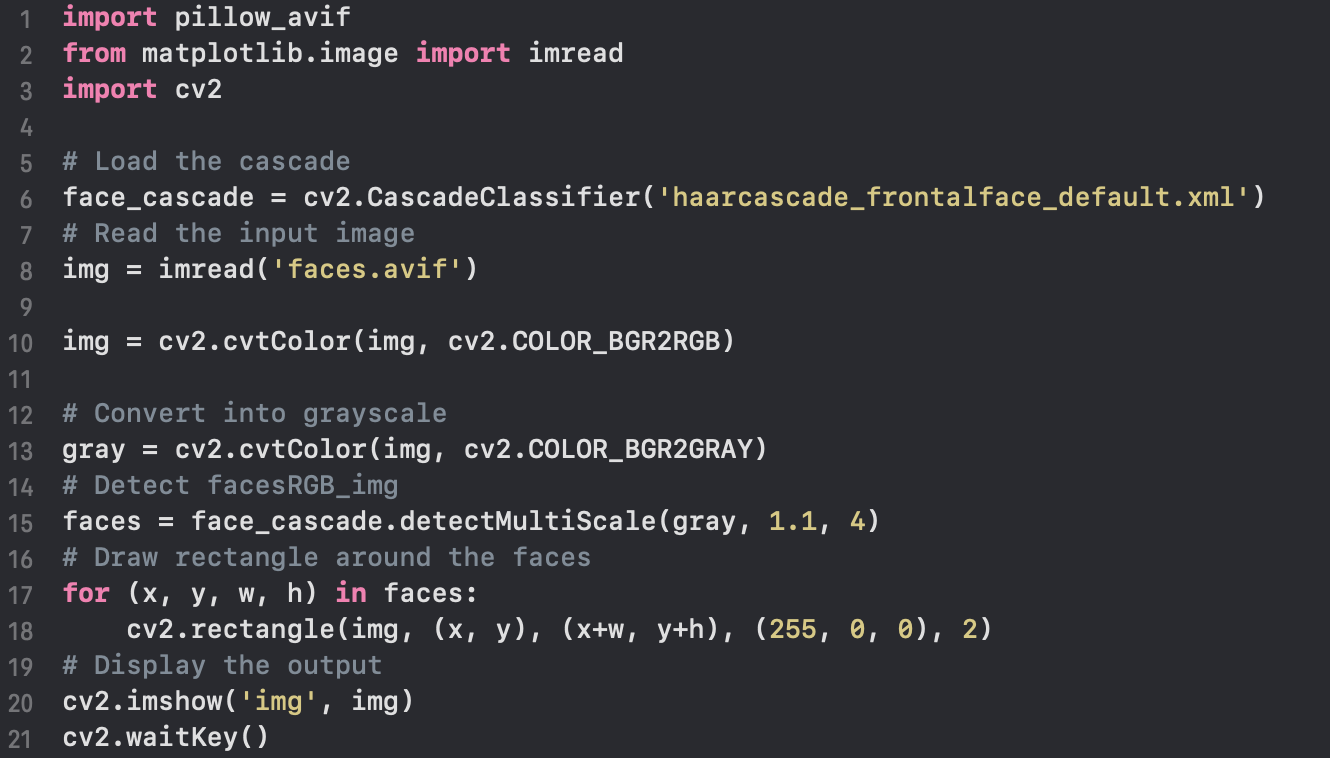 1 import pillow_avif
2 from matplotlib.image import imread
3 import cv2
4
5 # Load the cascade
6 face_cascade = cv2.CascadeClassifier('haarcascade_frontalface_default.xml')
7 # Read the input image
8 img = imread('faces.avif')
9
10 img = cv2.cvtColor(img, cv2.COLOR_BGR2RGB)
11
12 # Convert into grayscale
13 gray = cv2.cvtColor(img, cv2.COLOR_BGR2GRAY)
14 # Detect facesRGB_img
15 faces = face_cascade.detectMultiScale(gray, 1.1, 4)
16 # Draw rectangle around the faces
17 for (x, y, w, h) in faces:
18     cv2.rectangle(img, (x, y), (x+w, y+h), (255, 0, 0), 2)
19 # Display the output
20 cv2.imshow('img', img)
21 cv2.waitKey()